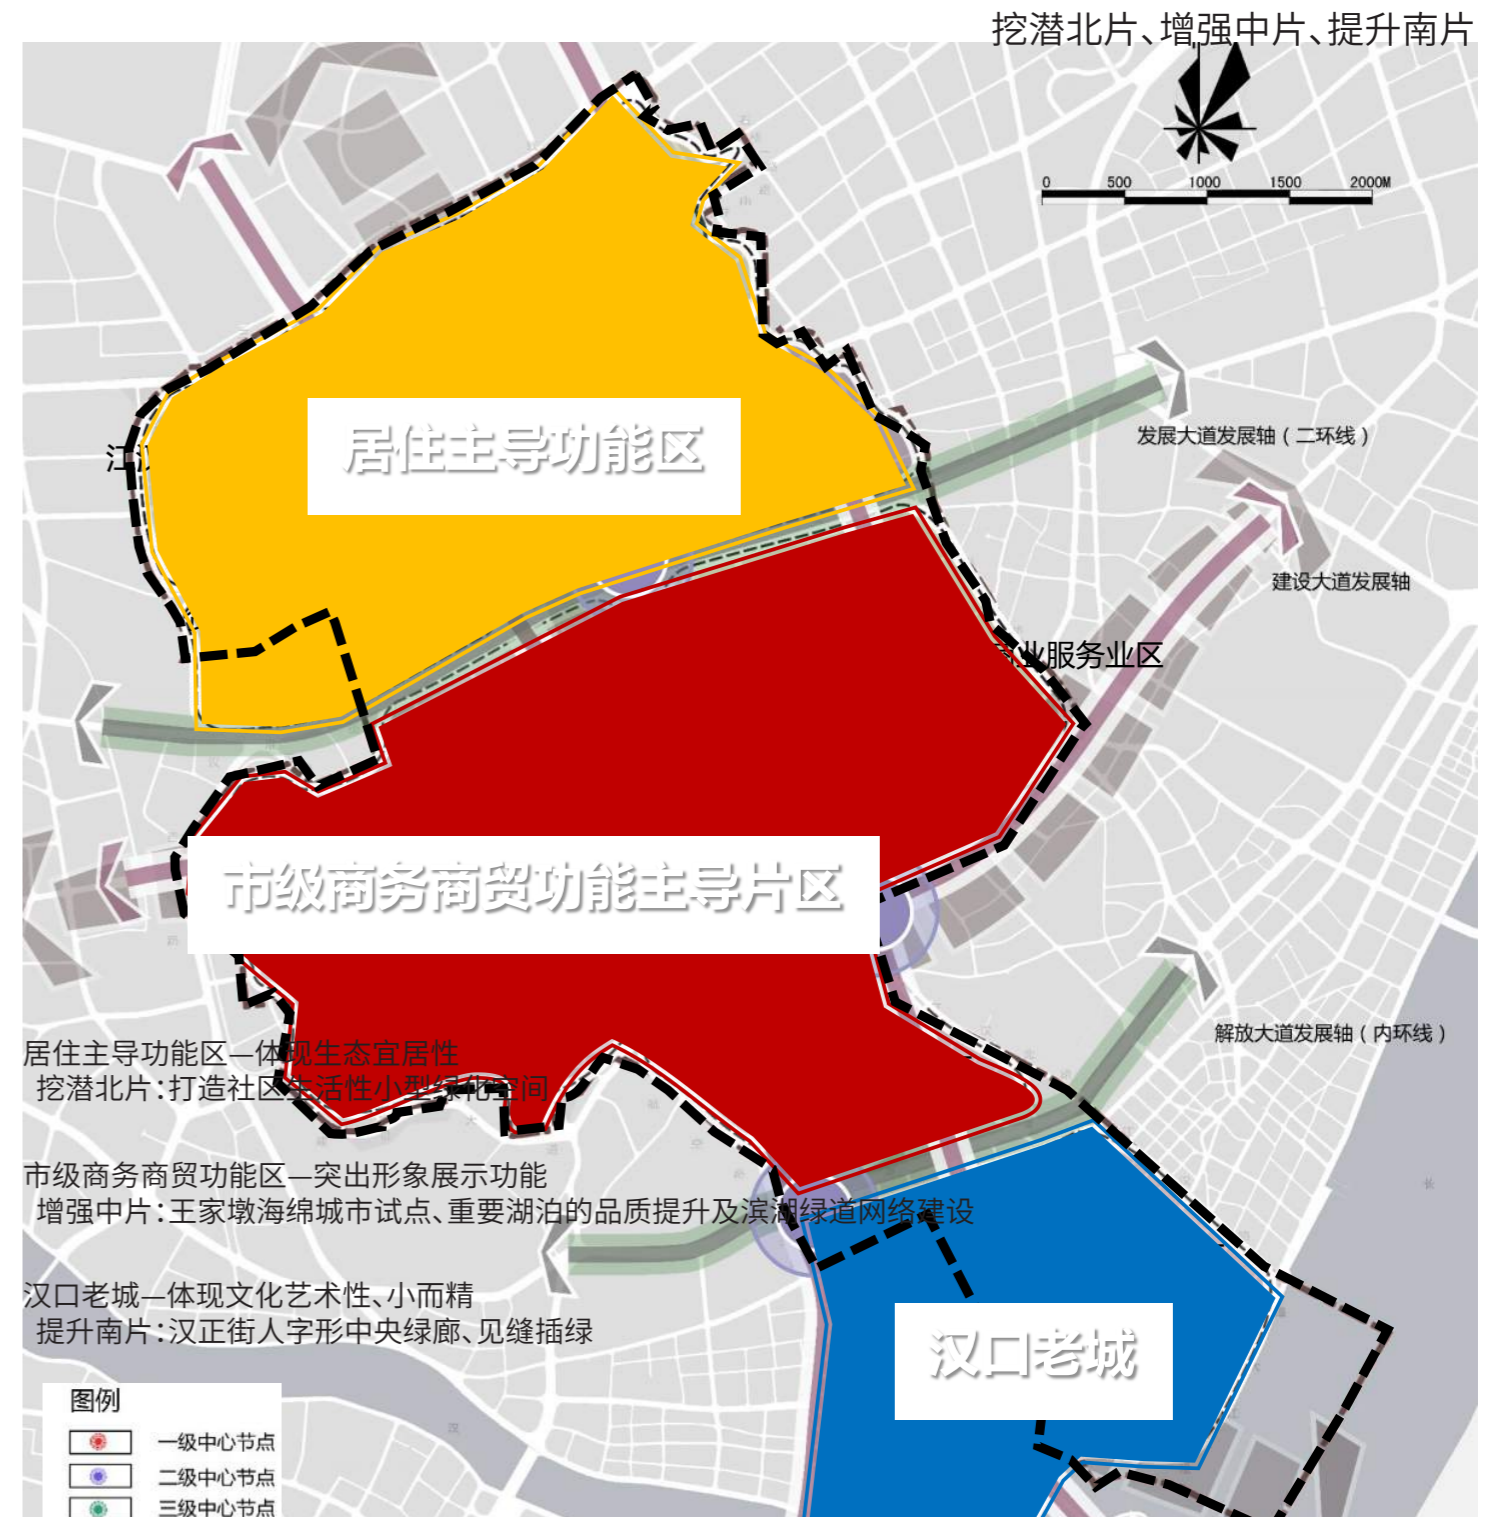 挖潜北片、增强中片、提升南片
0 500 1000 1500 2000M
居住主导功能区
发展大道发展轴（二环线）
建设大道发展轴
业服务业区
市级商务商贸功能主导片区
解放大道发展轴（内环线）
居住主导功能区—体现生态宜居性
挖潜北片：打造社区生活性小型绿化空间
市级商务商贸功能区—突出形象展示功能
增强中片：王家墩海绵城市试点、重要湖泊的品质提升及滨湖绿道网络建设
汉口老城—体现文化艺术性、小而精
提升南片：汉正街人字形中央绿廊、见缝插绿
汉口老城
图例
一级中心节点
二级中心节点
三级中心节点